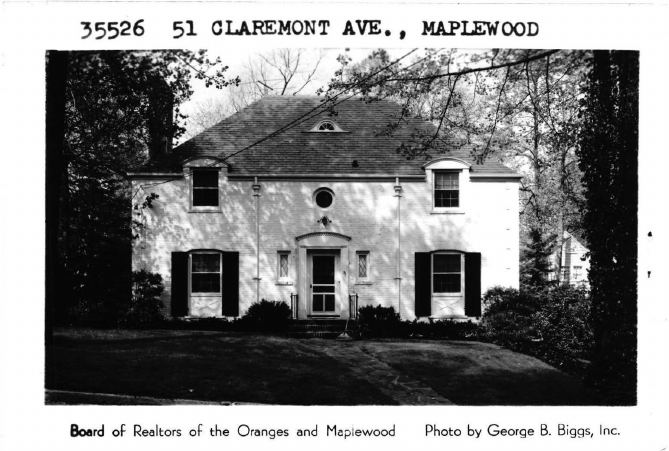 35526 51 CLAREMONT AVE., MAPLEWOOD
Board of Realtors of the Oranges and Maplewood Photo by George B. Biggs, Inc.